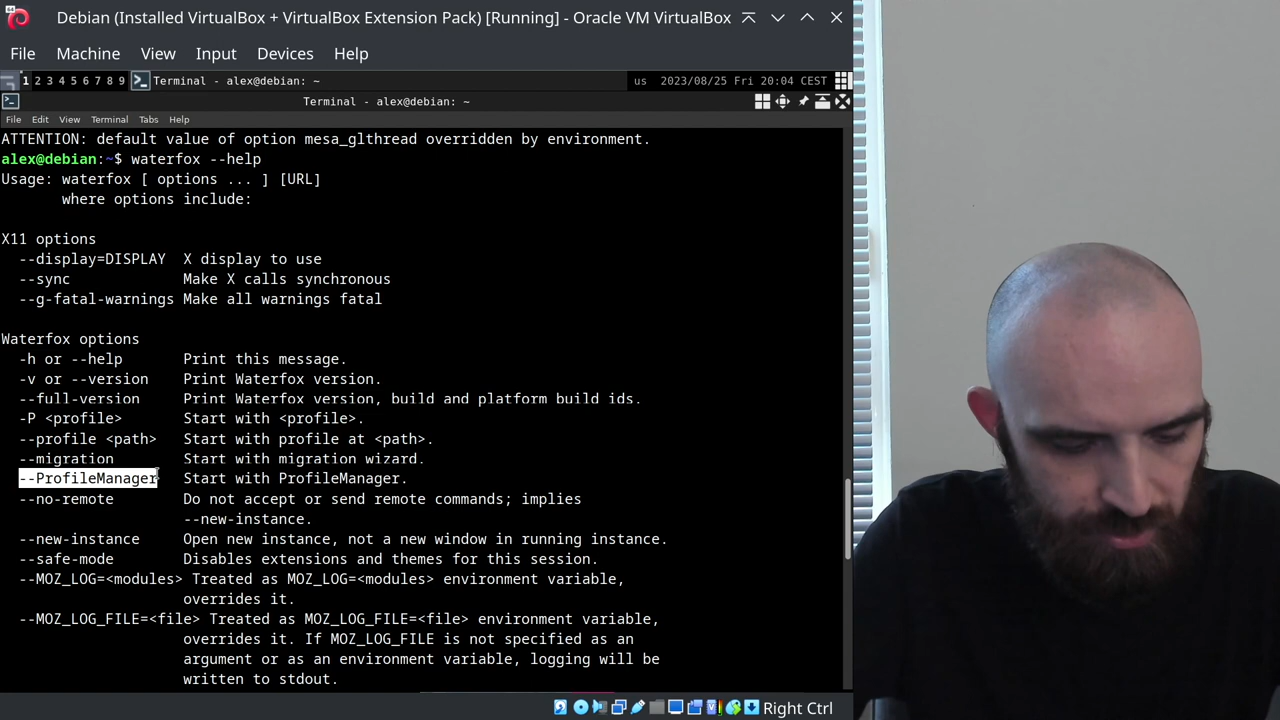 Debian (Installed VirtualBox + VirtualBox Extension Pack) [Running] - Oracle VM VirtualBox
File Machine View Input Devices Help
1 2 3 4 5 6 7 8 9 Terminal - alex@debian: ~ us 2023/08/25 Fri 20:04 CEST
Terminal - alex@debian: ~
File Edit View Terminal Tabs Help
ATTENTION: default value of option mesa_glthread overridden by environment.
alex@debian:~$ waterfox --help
Usage: waterfox [ options ... ] [URL]
where options include:
X11 options
--display=DISPLAY X display to use
--sync Make X calls synchronous
--g-fatal-warnings Make all warnings fatal
Waterfox options
-h or --help Print this message.
-v or --version Print Waterfox version.
--full-version Print Waterfox version, build and platform build ids.
-P <profile> Start with <profile>.
--profile <path> Start with profile at <path>.
--migration Start with migration wizard.
--ProfileManager Start with ProfileManager.
--no-remote Do not accept or send remote commands; implies
--new-instance.
--new-instance Open new instance, not a new window in running instance.
--safe-mode Disables extensions and themes for this session.
--MOZ_LOG=<modules> Treated as MOZ_LOG=<modules> environment variable,
overrides it.
--MOZ_LOG_FILE=<file> Treated as MOZ_LOG_FILE=<file> environment variable,
overrides it. If MOZ_LOG_FILE is not specified as an
argument or as an environment variable, logging will be
written to stdout.
Right Ctrl